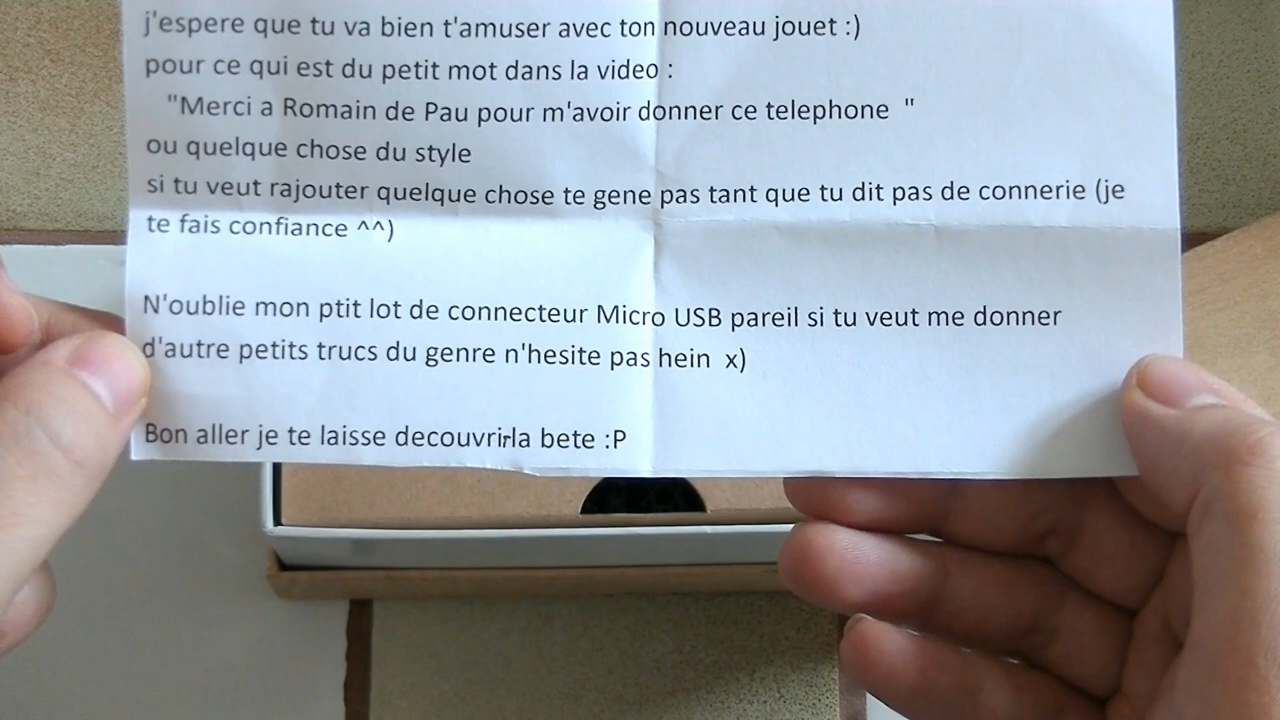 j'espere que tu va bien t'amuser avec ton nouveau jouet :)
pour ce qui est du petit mot dans la video :
"Merci a Romain de Pau pour m'avoir donner ce telephone "
ou quelque chose du style
si tu veut rajouter quelque chose te gene pas tant que tu dit pas de connerie (je
te fais confiance ^^)
N'oublie mon ptit lot de connecteur Micro USB pareil si tu veut me donner
d'autre petits trucs du genre n'hesite pas hein x)
Bon aller je te laisse decouvrirla bete :P